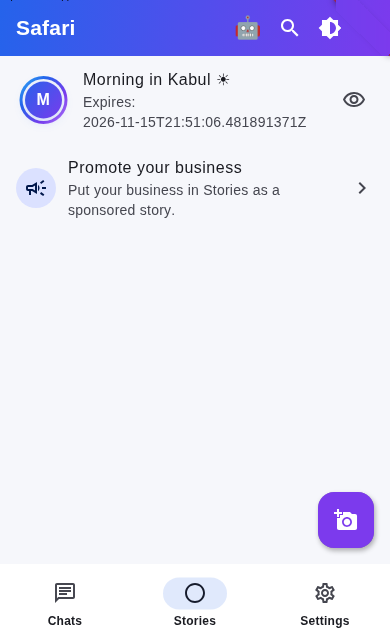 Safari
M
Morning in Kabul ☀
Expires:
2026-11-15T21:51:06.481891371Z
Promote your business
Put your business in Stories as a
sponsored story.
Chats
Stories
Settings